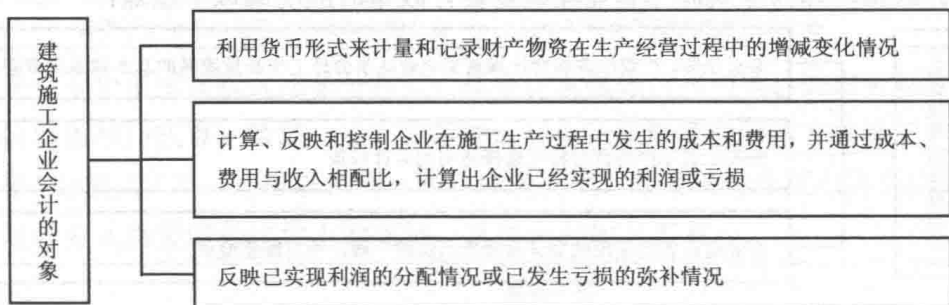 建筑施工企业会计的对象
利用货币形式来计量和记录财产物资在生产经营过程中的增减变化情况
计算、反映和控制企业在施工生产过程中发生的成本和费用，并通过成本、
费用与收入相配比，计算出企业已经实现的利润或亏损
反映已实现利润的分配情况或已发生亏损的弥补情况